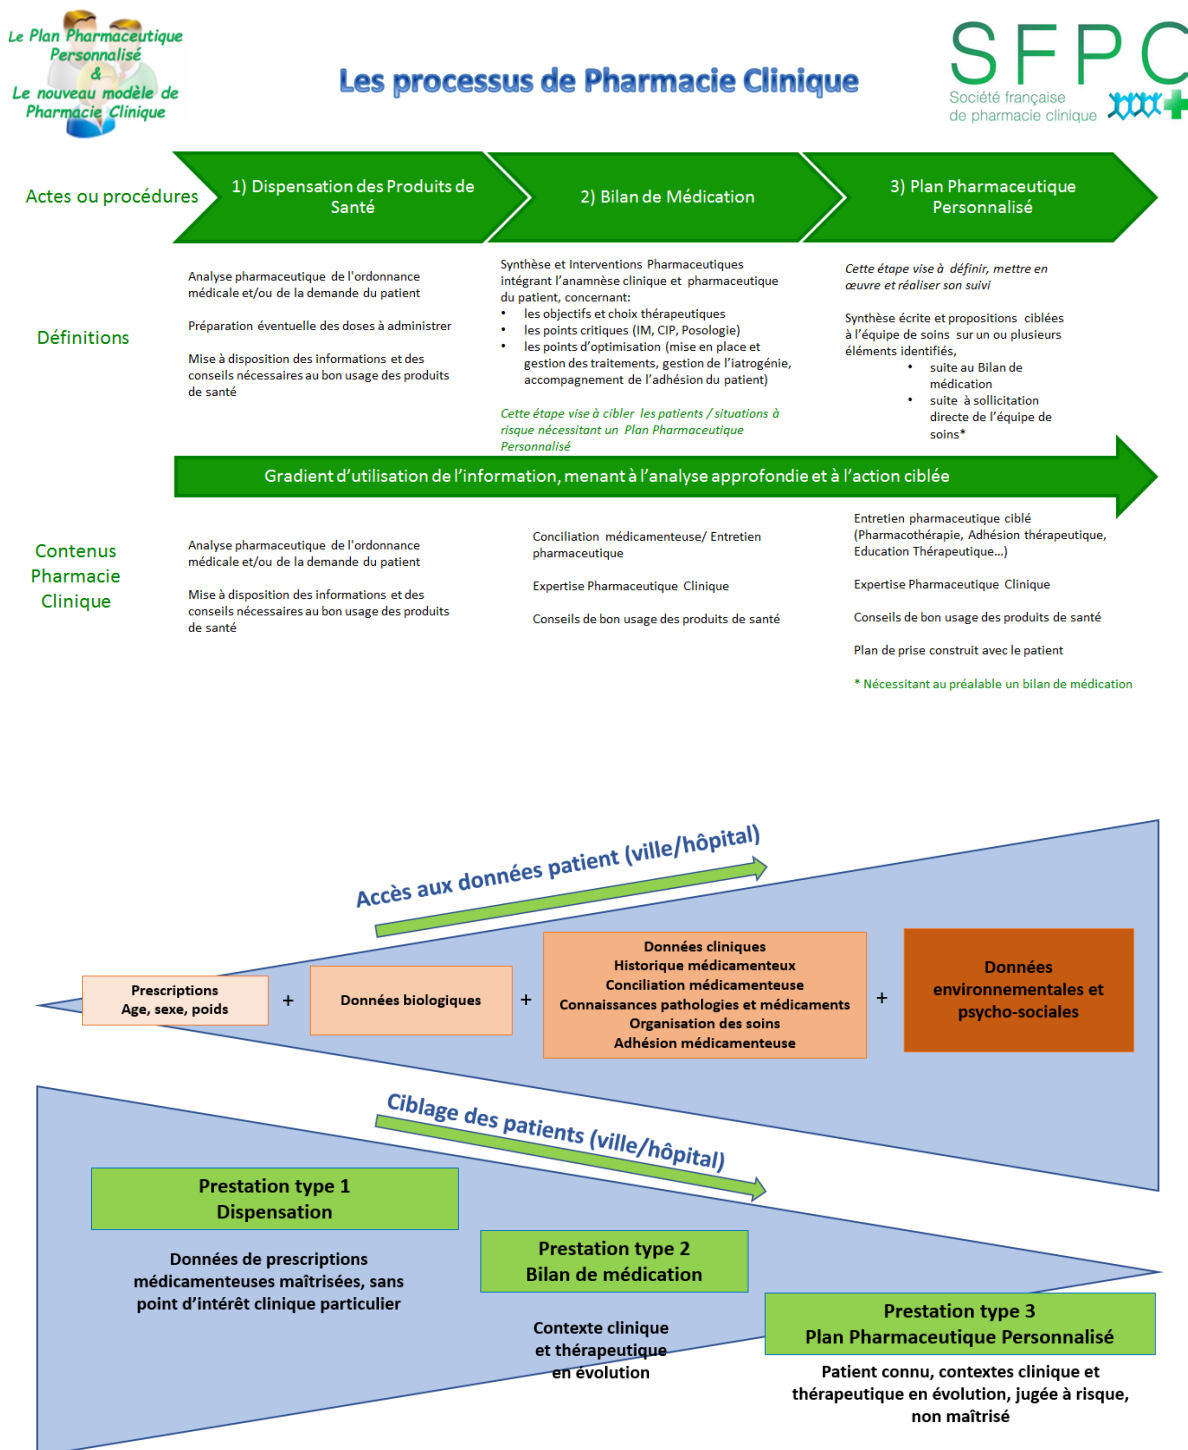 Le Plan Pharmaceutique
Personnalisé
&
Le nouveau modèle de
Pharmacie Clinique
Les processus de Pharmacie Clinique
SFPC
Société française
de pharmacie clinique
Actes ou procédures
1) Dispensation des Produits de
Santé
2) Bilan de Médication
3) Plan Pharmaceutique
Personnalisé
Définitions
Analyse pharmaceutique de l'ordonnance
médicale et/ou de la demande du patient
Préparation éventuelle des doses à administrer
Mise à disposition des informations et des
conseils nécessaires au bon usage des produits
de santé
Synthèse et Interventions Pharmaceutiques
intégrant l'anamnèse clinique et pharmaceutique
du patient, concernant:
• les objectifs et choix thérapeutiques
• les points critiques (IM, CIP, Posologie)
• les points d'optimisation (mise en place et
gestion des traitements, gestion de l'iatrogénie,
accompagnement de l'adhésion du patient)
Cette étape vise à cibler les patients / situations à
risque nécessitant un Plan Pharmaceutique
Personnalisé
Cette étape vise à définir, mettre en
œuvre et réaliser son suivi
Synthèse écrite et propositions ciblées
à l'équipe de soins sur un ou plusieurs
éléments identifiés,
• suite au Bilan de
médication
• suite à sollicitation
directe de l'équipe de
soins*
Gradient d'utilisation de l'information, menant à l'analyse approfondie et à l'action ciblée
Contenus
Pharmacie
Clinique
Analyse pharmaceutique de l'ordonnance
médicale et/ou de la demande du patient
Mise à disposition des informations et des
conseils nécessaires au bon usage des produits
de santé
Conciliation médicamenteuse/ Entretien
pharmaceutique
Expertise Pharmaceutique Clinique
Conseils de bon usage des produits de santé
Entretien pharmaceutique ciblé
(Pharmacothérapie, Adhésion thérapeutique,
Education Thérapeutique…)
Expertise Pharmaceutique Clinique
Conseils de bon usage des produits de santé
Plan de prise construit avec le patient
* Nécessitant au préalable un bilan de médication
Accès aux données patient (ville/hôpital)
Prescriptions
Age, sexe, poids
+
Données biologiques
+
Données cliniques
Historique médicamenteux
Conciliation médicamenteuse
Connaissances pathologies et médicaments
Organisation des soins
Adhésion médicamenteuse
+
Données
environnementales et
psycho-sociales
Ciblage des patients (ville/hôpital)
Prestation type 1
Dispensation
Données de prescriptions
médicamenteuses maîtrisées, sans
point d'intérêt clinique particulier
Prestation type 2
Bilan de médication
Contexte clinique
et thérapeutique
en évolution
Prestation type 3
Plan Pharmaceutique Personnalisé
Patient connu, contextes clinique et
thérapeutique en évolution, jugée à risque,
non maîtrisé